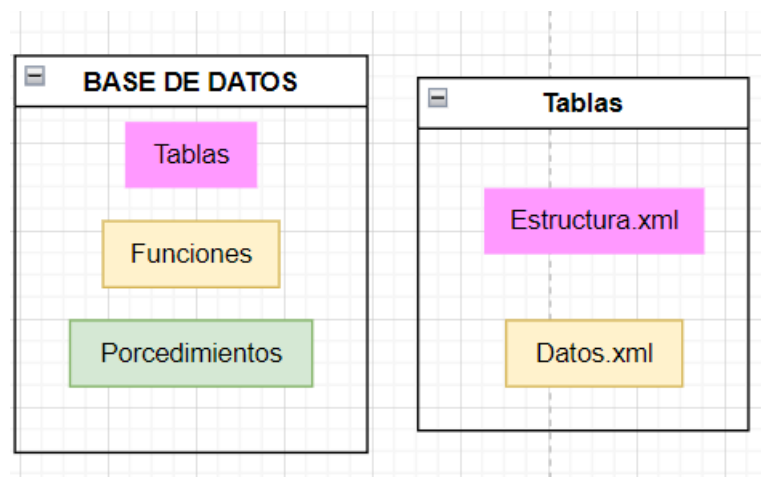 BASE DE DATOS
Tablas
Funciones
Porcedimientos
Tablas
Estructura.xml
Datos.xml